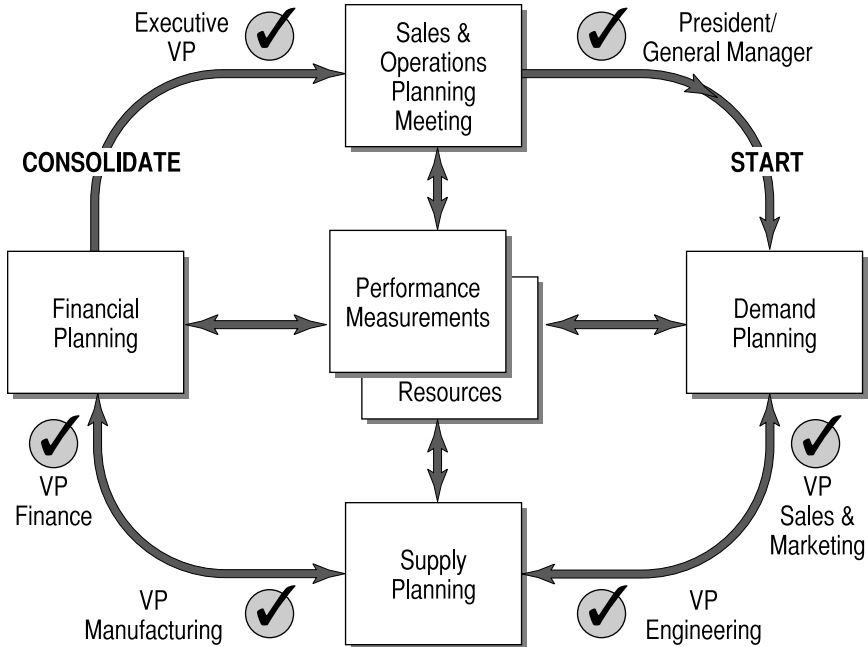 Executive
VP
Sales &
Operations
Planning
Meeting
President/
General Manager
CONSOLIDATE
START
Financial
Planning
Performance
Measurements
Resources
Demand
Planning
VP
Finance
VP
Sales &
Marketing
Supply
Planning
VP
Manufacturing
VP
Engineering